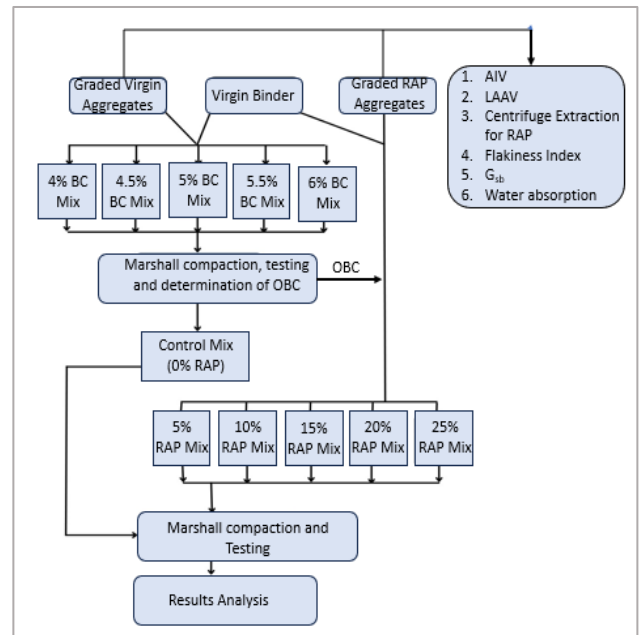 Graded Virgin
Aggregates
Virgin Binder
Graded RAP
Aggregates
1. AIV
2. LAAV
3. Centrifuge Extraction
for RAP
4. Flakiness Index
5. Gsb
6. Water absorption
4% BC
Mix
4.5%
BC Mix
5% BC
Mix
5.5%
BC Mix
6% BC
Mix
Marshall compaction, testing
and determination of OBC
OBC
Control Mix
(0% RAP)
5%
RAP Mix
10%
RAP Mix
15%
RAP Mix
20%
RAP Mix
25%
RAP Mix
Marshall compaction and
Testing
Results Analysis